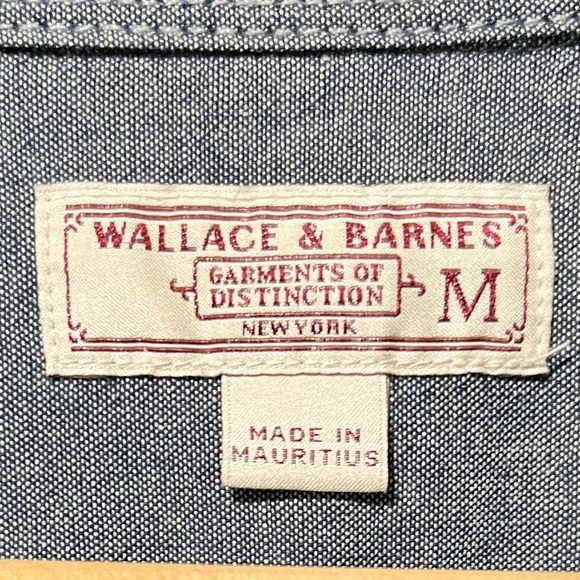 WALLACE & BARNES
GARMENTS OF
DISTINCTION
M
NEW YORK
MADE IN
MAURITIUS